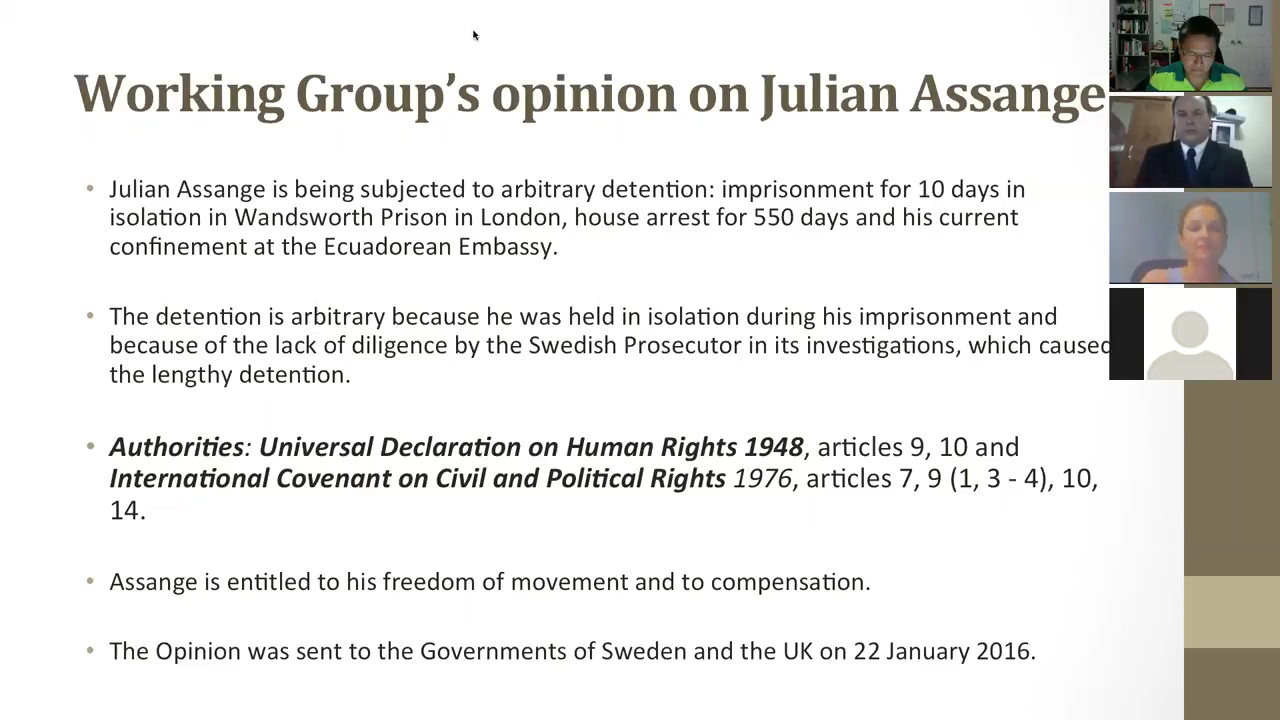 Working Group’s opinion on Julian Assange
• Julian Assange is being subjected to arbitrary detention: imprisonment for 10 days in
isolation in Wandsworth Prison in London, house arrest for 550 days and his current
confinement at the Ecuadorean Embassy.
• The detention is arbitrary because he was held in isolation during his imprisonment and
because of the lack of diligence by the Swedish Prosecutor in its investigations, which caused
the lengthy detention.
• Authorities: Universal Declaration on Human Rights 1948, articles 9, 10 and
International Covenant on Civil and Political Rights 1976, articles 7, 9 (1, 3 - 4), 10,
14.
• Assange is entitled to his freedom of movement and to compensation.
• The Opinion was sent to the Governments of Sweden and the UK on 22 January 2016.